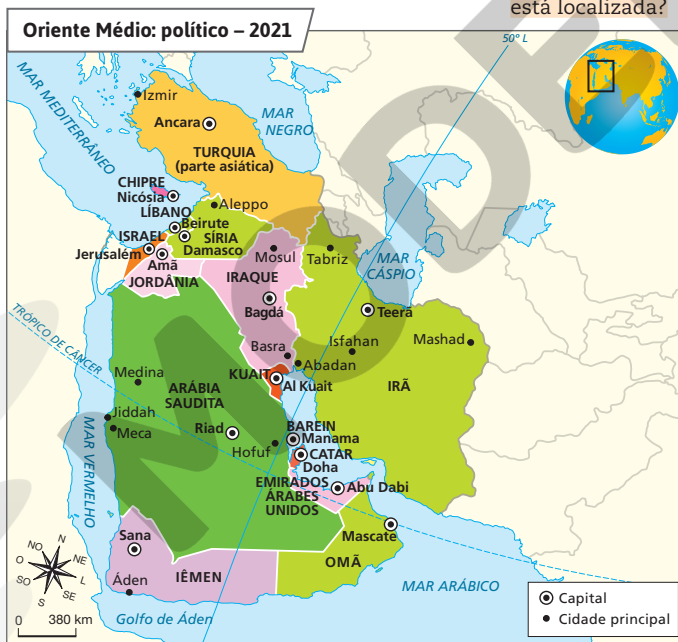 está localizada?
Oriente Médio: político – 2021
50° L
MAR MEDITERRÂNEO
Izmir
MAR
NEGRO
Ancara
TURQUIA
(parte asiática)
CHIPRE
Nicósia
Aleppo
LÍBANO
Beirute
ISRAEL
SÍRIA
Jerusalém
Damasco
Amã
JORDÂNIA
Mosul
Tabriz
MAR
CÁSPIO
IRAQUE
Bagdá
Teerã
TRÓPICO DE CÂNCER
Isfahan
Mashad
Basra
Abadan
KUAIT
Al Kuait
IRÃ
Medina
ARÁBIA
SAUDITA
Jiddah
Meca
Riad
Hofuf
BAREIN
Manama
CATAR
Doha
EMIRADOS
ÁRABES
UNIDOS
Abu Dabi
MAR VERMELHO
Mascate
Sana
OMÃ
IÊMEN
Áden
MAR ARÁBICO
Golfo de Áden
N
NE
L
SE
S
SO
O
NO
0 380 km
Capital
Cidade principal